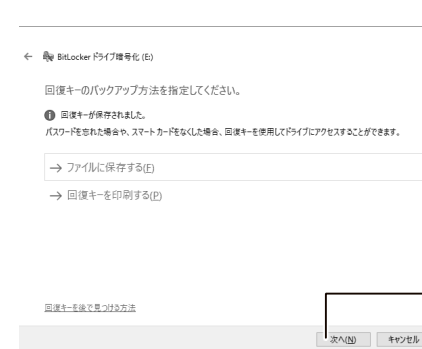 BitLocker ドライブ暗号化 (E:)
回復キーのバックアップ方法を指定してください。
回復キーが保存されました。
パスワードを忘れた場合や、スマート カードをなくした場合、回復キーを使用してドライブにアクセスすることができます。
→ ファイルに保存する(F)
→ 回復キーを印刷する(P)
回復キーを後で見つける方法
次へ(N) キャンセル